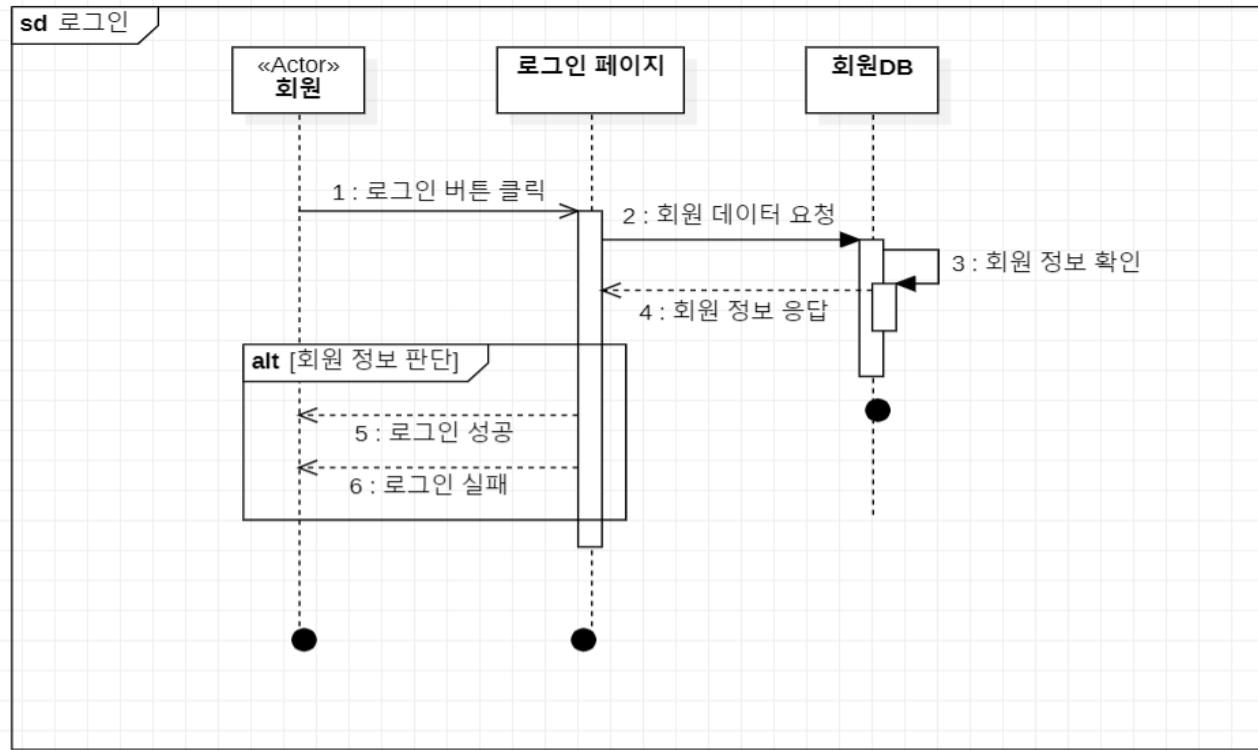 sd 로그인
«Actor»
회원
로그인 페이지
회원DB
1 : 로그인 버튼 클릭
2 : 회원 데이터 요청
3 : 회원 정보 확인
4 : 회원 정보 응답
alt [회원 정보 판단]
5 : 로그인 성공
6 : 로그인 실패